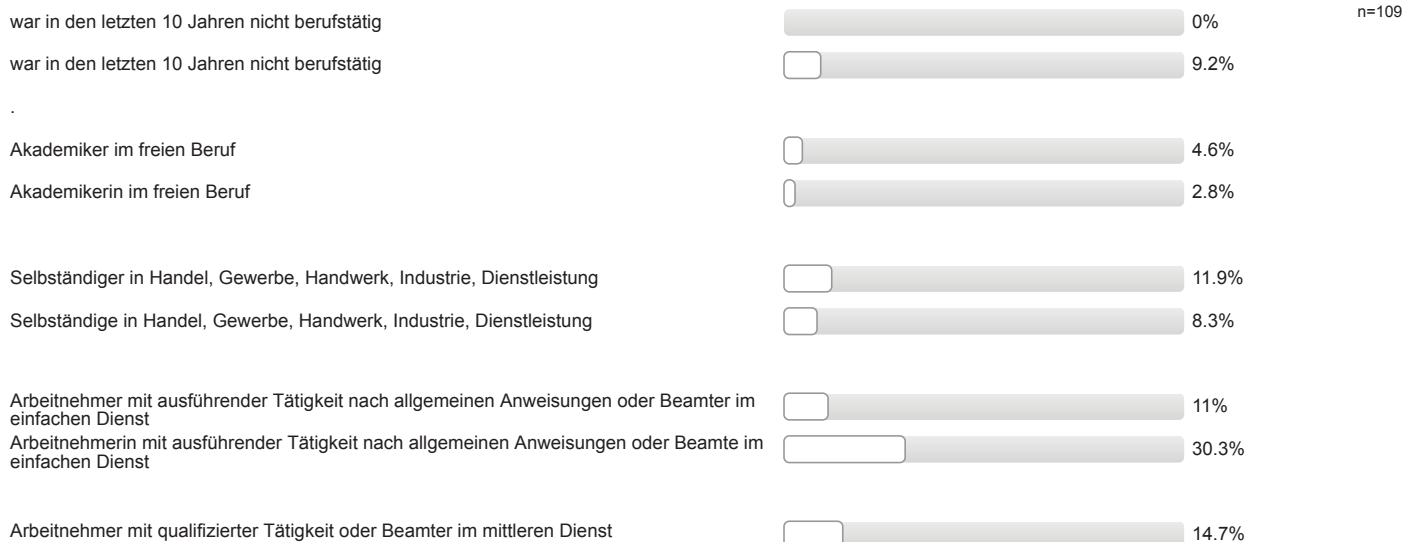 war in den letzten 10 Jahren nicht berufstätig 0% n=109
war in den letzten 10 Jahren nicht berufstätig 9.2%
.
Akademiker im freien Beruf 4.6%
Akademikerin im freien Beruf 2.8%
Selbständiger in Handel, Gewerbe, Handwerk, Industrie, Dienstleistung 11.9%
Selbständige in Handel, Gewerbe, Handwerk, Industrie, Dienstleistung 8.3%
Arbeitnehmer mit ausführender Tätigkeit nach allgemeinen Anweisungen oder Beamter im
einfachen Dienst 11%
Arbeitnehmerin mit ausführender Tätigkeit nach allgemeinen Anweisungen oder Beamte im
einfachen Dienst 30.3%
Arbeitnehmer mit qualifizierter Tätigkeit oder Beamter im mittleren Dienst 14.7%